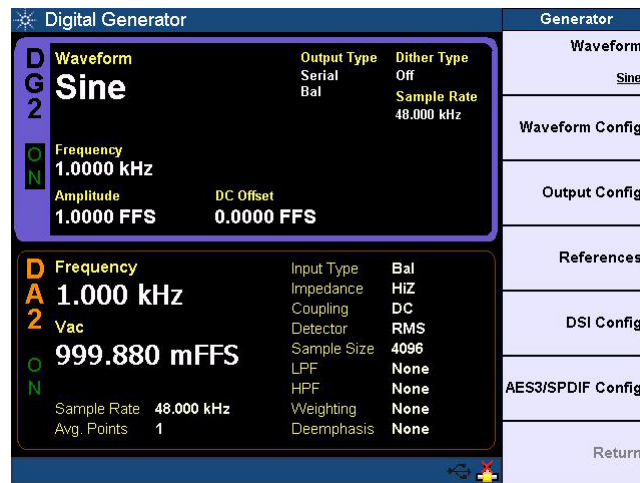 Digital Generator
Generator
DG2
ON
Waveform
Sine
Output Type
Serial
Bal
Dither Type
Off
Sample Rate
48.000 kHz
Frequency
1.0000 kHz
Amplitude
1.0000 FFS
DC Offset
0.0000 FFS
DA2
ON
Frequency
1.000 kHz
Vac
999.880 mFFS
Sample Rate 48.000 kHz
Avg. Points 1
Input Type Bal
Impedance HiZ
Coupling DC
Detector RMS
Sample Size 4096
LPF None
HPF None
Weighting None
Deemphasis None
Waveform
Sine
Waveform Config
Output Config
References
DSI Config
AES3/SPDIF Config
Return